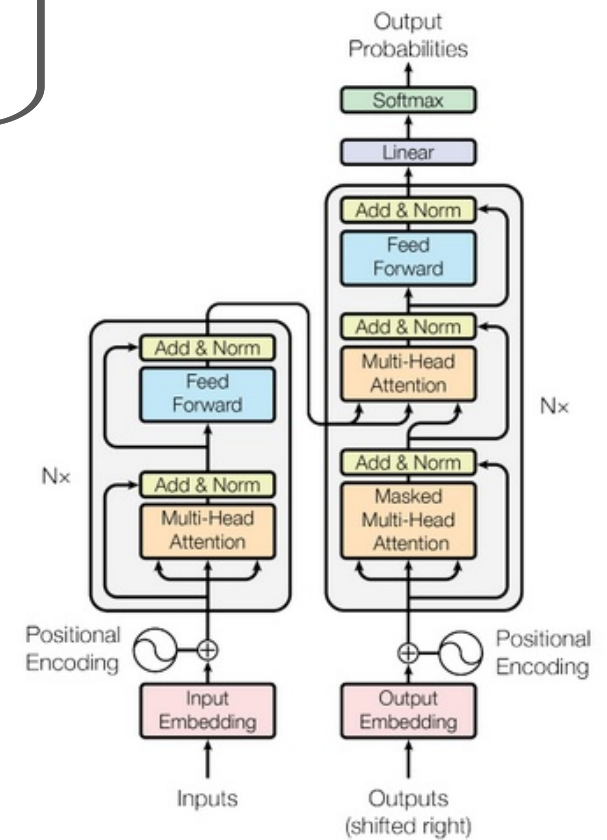 Output
Probabilities
Softmax
Linear
Add & Norm
Feed
Forward
Add & Norm
Multi-Head
Attention
Add & Norm
Masked
Multi-Head
Attention
Nx
Add & Norm
Feed
Forward
Add & Norm
Multi-Head
Attention
Nx
Positional
Encoding
Positional
Encoding
Input
Embedding
Output
Embedding
Inputs
Outputs
(shifted right)